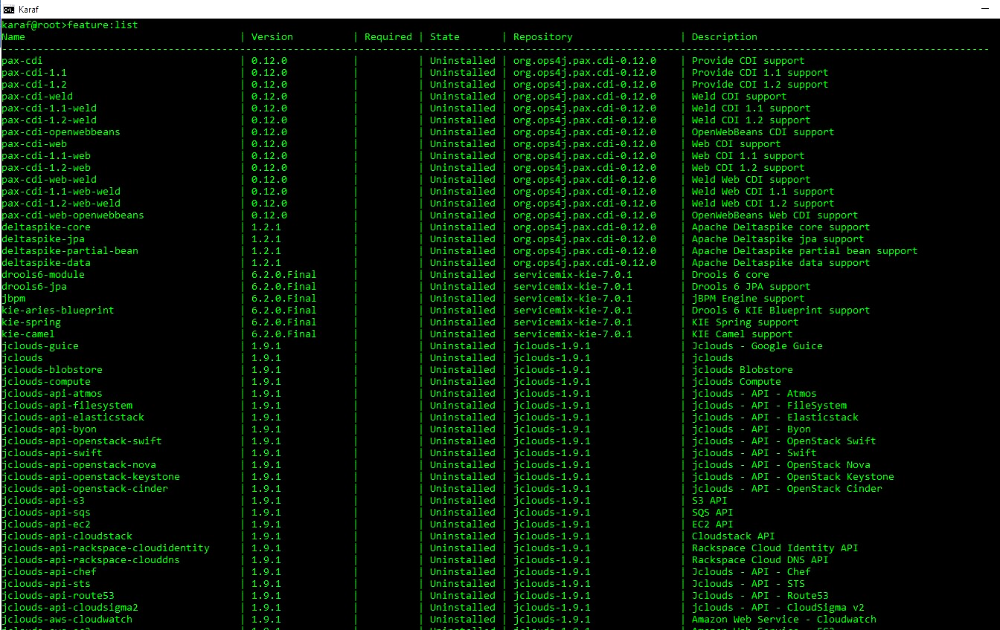 Karaf
karaf@root>feature:list
Name | Version | Required | State | Repository | Description
-------------------------------------------------------------------------------------------------------------------------------------------------------------------
pax-cdi | 0.12.0 | | Uninstalled | org.ops4j.pax.cdi-0.12.0 | Provide CDI support
pax-cdi-1.1 | 0.12.0 | | Uninstalled | org.ops4j.pax.cdi-0.12.0 | Provide CDI 1.1 support
pax-cdi-1.2 | 0.12.0 | | Uninstalled | org.ops4j.pax.cdi-0.12.0 | Provide CDI 1.2 support
pax-cdi-weld | 0.12.0 | | Uninstalled | org.ops4j.pax.cdi-0.12.0 | Weld CDI support
pax-cdi-1.1-weld | 0.12.0 | | Uninstalled | org.ops4j.pax.cdi-0.12.0 | Weld CDI 1.1 support
pax-cdi-1.2-weld | 0.12.0 | | Uninstalled | org.ops4j.pax.cdi-0.12.0 | Weld CDI 1.2 support
pax-cdi-openwebbeans | 0.12.0 | | Uninstalled | org.ops4j.pax.cdi-0.12.0 | OpenWebBeans CDI support
pax-cdi-web | 0.12.0 | | Uninstalled | org.ops4j.pax.cdi-0.12.0 | Web CDI support
pax-cdi-1.1-web | 0.12.0 | | Uninstalled | org.ops4j.pax.cdi-0.12.0 | Web CDI 1.1 support
pax-cdi-1.2-web | 0.12.0 | | Uninstalled | org.ops4j.pax.cdi-0.12.0 | Web CDI 1.2 support
pax-cdi-web-weld | 0.12.0 | | Uninstalled | org.ops4j.pax.cdi-0.12.0 | Weld Web CDI support
pax-cdi-1.1-web-weld | 0.12.0 | | Uninstalled | org.ops4j.pax.cdi-0.12.0 | Weld Web CDI 1.1 support
pax-cdi-1.2-web-weld | 0.12.0 | | Uninstalled | org.ops4j.pax.cdi-0.12.0 | Weld Web CDI 1.2 support
pax-cdi-web-openwebbeans | 0.12.0 | | Uninstalled | org.ops4j.pax.cdi-0.12.0 | OpenWebBeans Web CDI support
deltaspike-core | 1.2.1 | | Uninstalled | org.ops4j.pax.cdi-0.12.0 | Apache Deltaspike core support
deltaspike-jpa | 1.2.1 | | Uninstalled | org.ops4j.pax.cdi-0.12.0 | Apache Deltaspike jpa support
deltaspike-partial-bean | 1.2.1 | | Uninstalled | org.ops4j.pax.cdi-0.12.0 | Apache Deltaspike partial bean support
deltaspike-data | 1.2.1 | | Uninstalled | org.ops4j.pax.cdi-0.12.0 | Apache Deltaspike data support
drools6-module | 6.2.0.Final | | Uninstalled | servicemix-kie-7.0.1 | Drools 6 core
drools6-jpa | 6.2.0.Final | | Uninstalled | servicemix-kie-7.0.1 | Drools 6 JPA support
jbpm | 6.2.0.Final | | Uninstalled | servicemix-kie-7.0.1 | jBPM Engine support
kie-aries-blueprint | 6.2.0.Final | | Uninstalled | servicemix-kie-7.0.1 | Drools 6 KIE Blueprint support
kie-spring | 6.2.0.Final | | Uninstalled | servicemix-kie-7.0.1 | KIE Spring support
kie-camel | 6.2.0.Final | | Uninstalled | servicemix-kie-7.0.1 | KIE Camel support
jclouds-guice | 1.9.1 | | Uninstalled | jclouds-1.9.1 | Jclouds - Google Guice
jclouds | 1.9.1 | | Uninstalled | jclouds-1.9.1 | jclouds
jclouds-blobstore | 1.9.1 | | Uninstalled | jclouds-1.9.1 | jclouds Blobstore
jclouds-compute | 1.9.1 | | Uninstalled | jclouds-1.9.1 | jclouds Compute
jclouds-api-atmos | 1.9.1 | | Uninstalled | jclouds-1.9.1 | jclouds - API - Atmos
jclouds-api-filesystem | 1.9.1 | | Uninstalled | jclouds-1.9.1 | jclouds - API - FileSystem
jclouds-api-elasticstack | 1.9.1 | | Uninstalled | jclouds-1.9.1 | jclouds - API - Elasticstack
jclouds-api-byon | 1.9.1 | | Uninstalled | jclouds-1.9.1 | jclouds - API - Byon
jclouds-api-openstack-swift | 1.9.1 | | Uninstalled | jclouds-1.9.1 | jclouds - API - OpenStack Swift
jclouds-api-swift | 1.9.1 | | Uninstalled | jclouds-1.9.1 | jclouds - API - Swift
jclouds-api-openstack-nova | 1.9.1 | | Uninstalled | jclouds-1.9.1 | jclouds - API - OpenStack Nova
jclouds-api-openstack-keystone | 1.9.1 | | Uninstalled | jclouds-1.9.1 | jclouds - API - OpenStack Keystone
jclouds-api-openstack-cinder | 1.9.1 | | Uninstalled | jclouds-1.9.1 | jclouds - API - OpenStack Cinder
jclouds-api-s3 | 1.9.1 | | Uninstalled | jclouds-1.9.1 | S3 API
jclouds-api-sqs | 1.9.1 | | Uninstalled | jclouds-1.9.1 | SQS API
jclouds-api-ec2 | 1.9.1 | | Uninstalled | jclouds-1.9.1 | EC2 API
jclouds-api-cloudstack | 1.9.1 | | Uninstalled | jclouds-1.9.1 | Cloudstack API
jclouds-api-rackspace-cloudidentity | 1.9.1 | | Uninstalled | jclouds-1.9.1 | Rackspace Cloud Identity API
jclouds-api-rackspace-clouddns | 1.9.1 | | Uninstalled | jclouds-1.9.1 | Rackspace Cloud DNS API
jclouds-api-chef | 1.9.1 | | Uninstalled | jclouds-1.9.1 | Jclouds - API - Chef
jclouds-api-sts | 1.9.1 | | Uninstalled | jclouds-1.9.1 | Jclouds - API - STS
jclouds-api-route53 | 1.9.1 | | Uninstalled | jclouds-1.9.1 | Jclouds - API - Route53
jclouds-api-cloudsigma2 | 1.9.1 | | Uninstalled | jclouds-1.9.1 | jclouds - API - CloudSigma v2
jclouds-aws-cloudwatch | 1.9.1 | | Uninstalled | jclouds-1.9.1 | Amazon Web Service - Cloudwatch